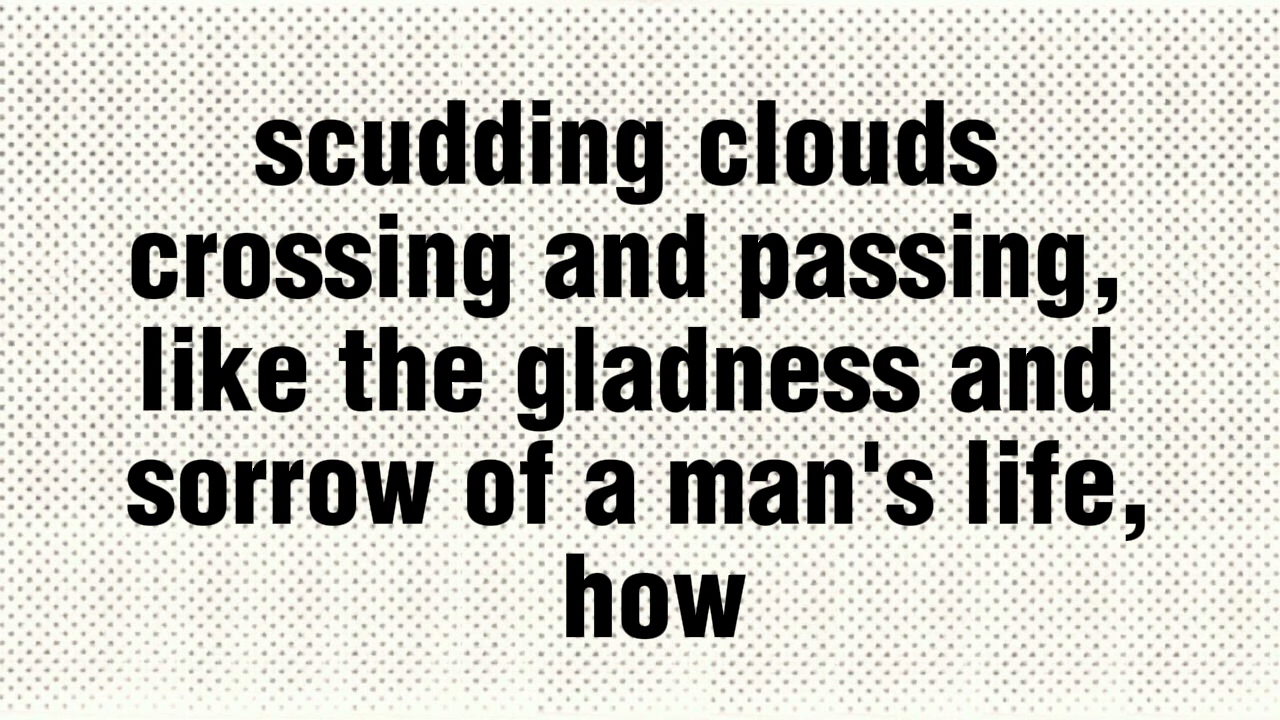 scudding clouds
crossing and passing,
like the gladness and
sorrow of a man's life,
how